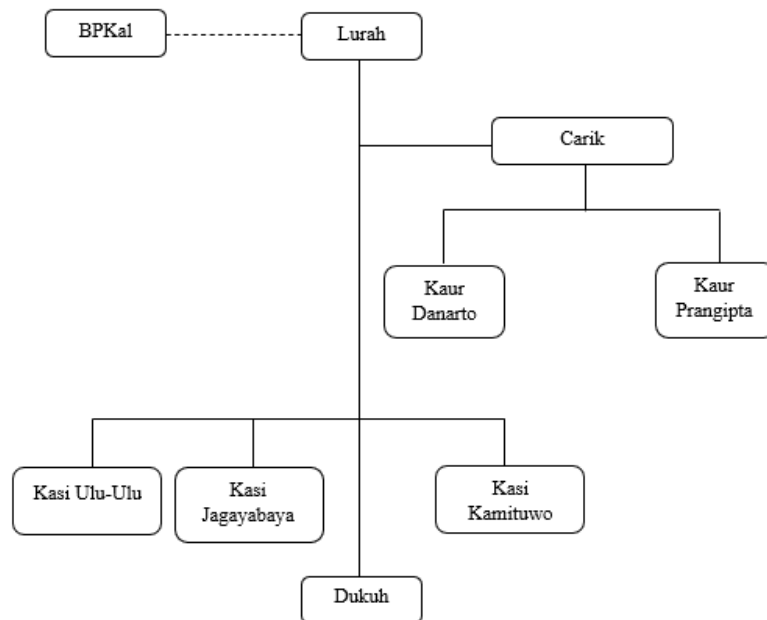 BPKal
Lurah
Carik
Kaur
Danarto
Kaur
Prangipta
Kasi Ulu-Ulu
Kasi
Jagayabaya
Kasi
Kamituwo
Dukuh